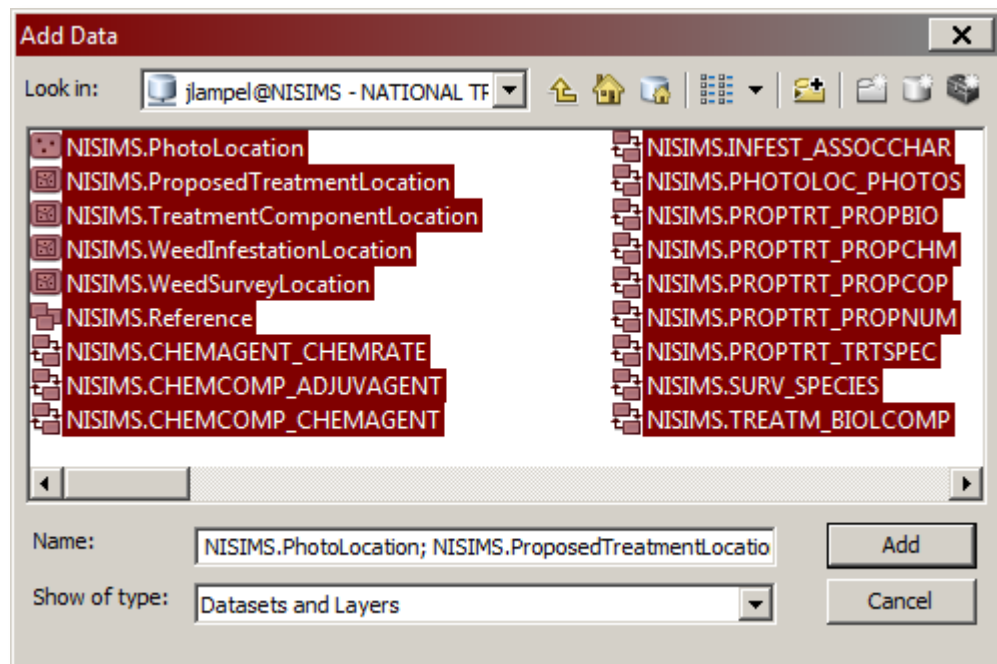 Add Data
Look in: jlampel@NISIMS - NATIONAL TF
NISIMS.PhotoLocation
NISIMS.ProposedTreatmentLocation
NISIMS.TreatmentComponentLocation
NISIMS.WeedInfestationLocation
NISIMS.WeedSurveyLocation
NISIMS.Reference
NISIMS.CHEMAGENT_CHEMRATE
NISIMS.CHEMCOMP_ADJUVAGENT
NISIMS.CHEMCOMP_CHEMAGENT
NISIMS.INFEST_ASSOCCHAR
NISIMS.PHOTOLOC_PHOTOS
NISIMS.PROPTRT_PROPBIO
NISIMS.PROPTRT_PROPCHM
NISIMS.PROPTRT_PROPCOP
NISIMS.PROPTRT_PROPNUM
NISIMS.PROPTRT_TRTSPEC
NISIMS.SURV_SPECIES
NISIMS.TREATM_BIOLCOMP
Name: NISIMS.PhotoLocation; NISIMS.ProposedTreatmentLocatio
Add
Show of type: Datasets and Layers
Cancel